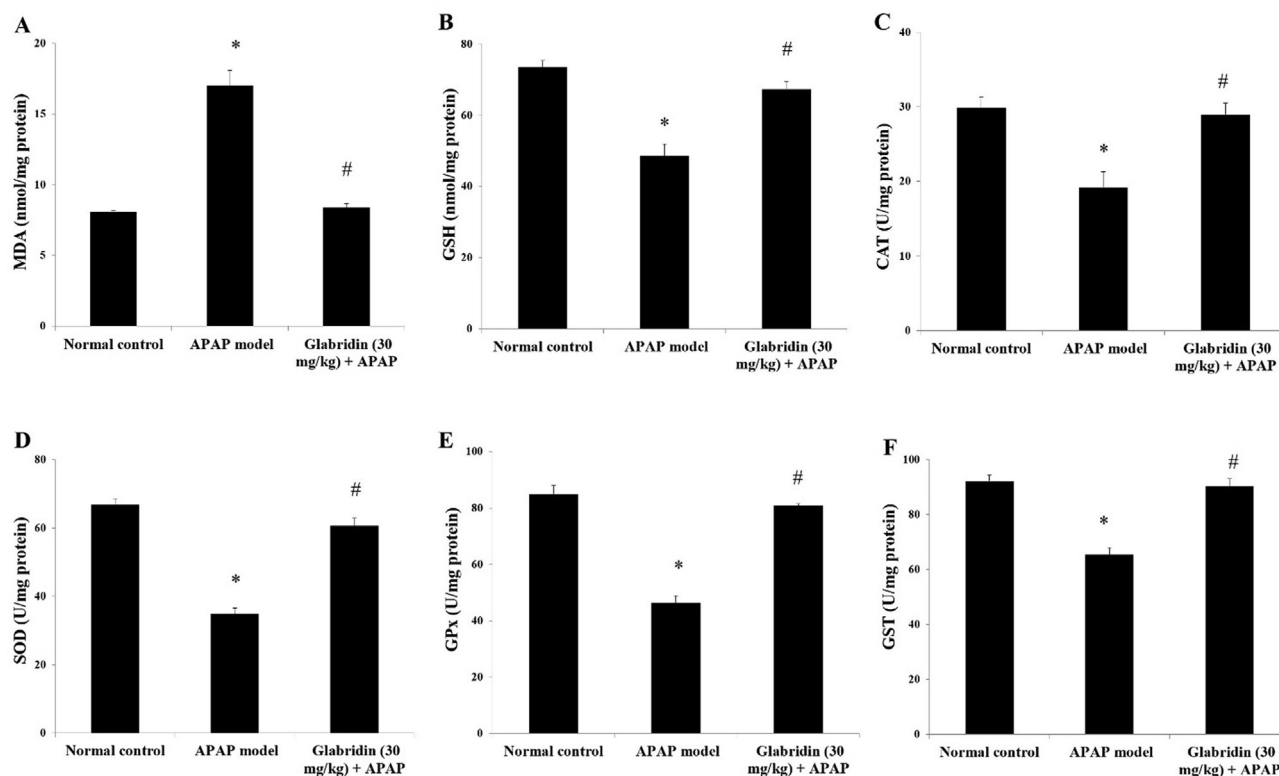 A
MDA (nmol/mg protein)
20
15
10
5
0
*
#
Normal control
APAP model
Glabridin (30
mg/kg) + APAP
B
GSH (nmol/mg protein)
80
60
40
20
0
*
#
Normal control
APAP model
Glabridin (30
mg/kg) + APAP
C
CAT (U/mg protein)
40
30
20
10
0
*
#
Normal control
APAP model
Glabridin (30
mg/kg) + APAP
D
SOD (U/mg protein)
80
60
40
20
0
*
#
Normal control
APAP model
Glabridin (30
mg/kg) + APAP
E
GPx (U/mg protein)
100
80
60
40
20
0
*
#
Normal control
APAP model
Glabridin (30
mg/kg) + APAP
F
GST (U/mg protein)
100
80
60
40
20
0
*
#
Normal control
APAP model
Glabridin (30
mg/kg) + APAP